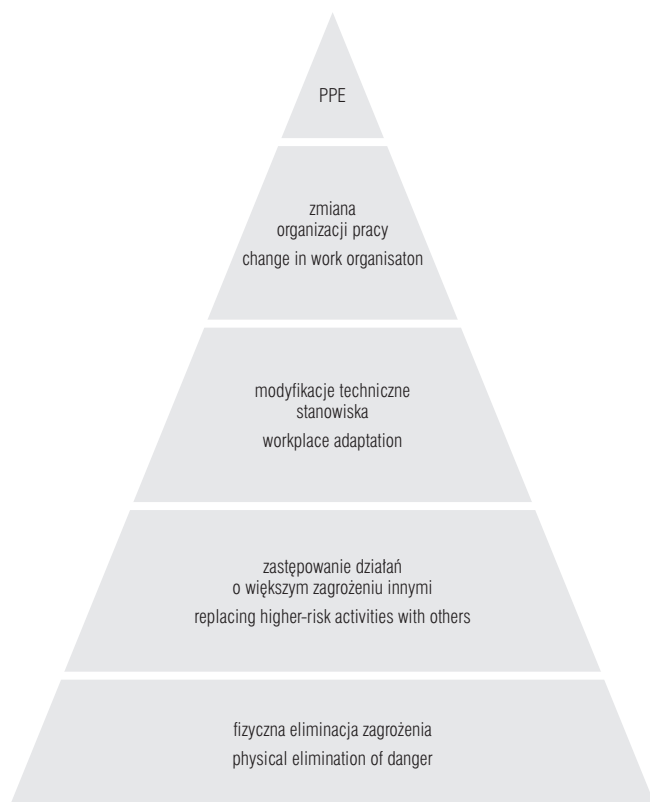 PPE
zmiana
organizacji pracy
change in work organisaton
modyfikacje techniczne
stanowiska
workplace adaptation
zastępowanie działań
o większym zagrożeniu innymi
replacing higher-risk activities with others
fizyczna eliminacja zagrożenia
physical elimination of danger